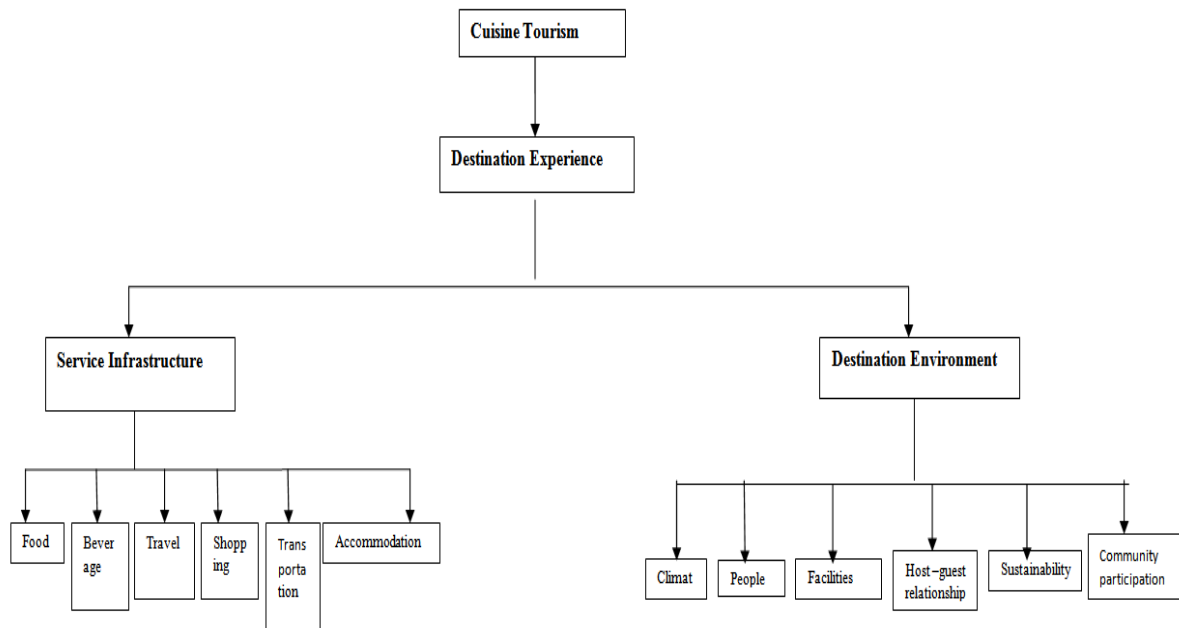 Cuisine Tourism
Destination Experience
Service Infrastructure
Destination Environment
Food
Bever
age
Travel
Shopp
ing
Trans
porta
tion
Accommodation
Climat
People
Facilities
Host–guest
relationship
Sustainability
Community
participation